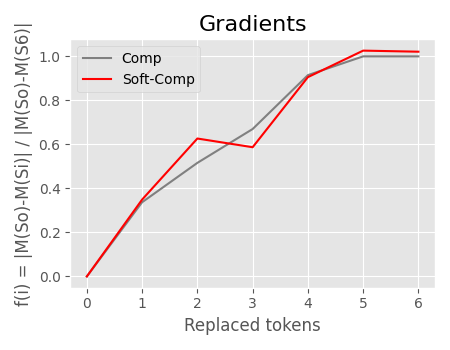 Gradients
Comp
Soft-Comp
f(i) = |M(So)-M(Si)| / |M(So)-M(S6)|
1.0
0.8
0.6
0.4
0.2
0.0
0 1 2 3 4 5 6
Replaced tokens